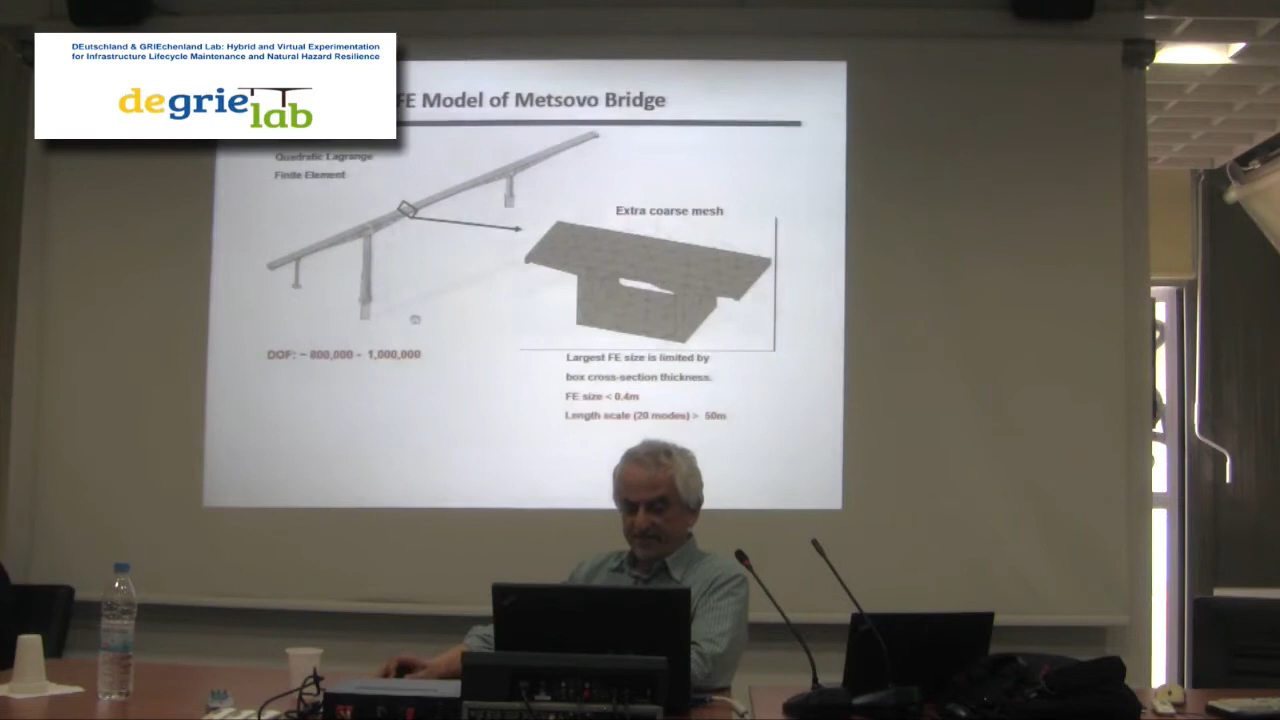 DEutschland & GRIEchenland Lab: Hybrid and Virtual Experimentation
for Infrastructure Lifecycle Maintenance and Natural Hazard Resilience
degrie lab
FE Model of Metsovo Bridge
Quadratic Lagrange
Finite Element
Extra coarse mesh
DOF: ~ 800,000 - 1,000,000
Largest FE size is limited by
box cross-section thickness.
FE size < 0.4m
Length scale (20 modes) > 50m